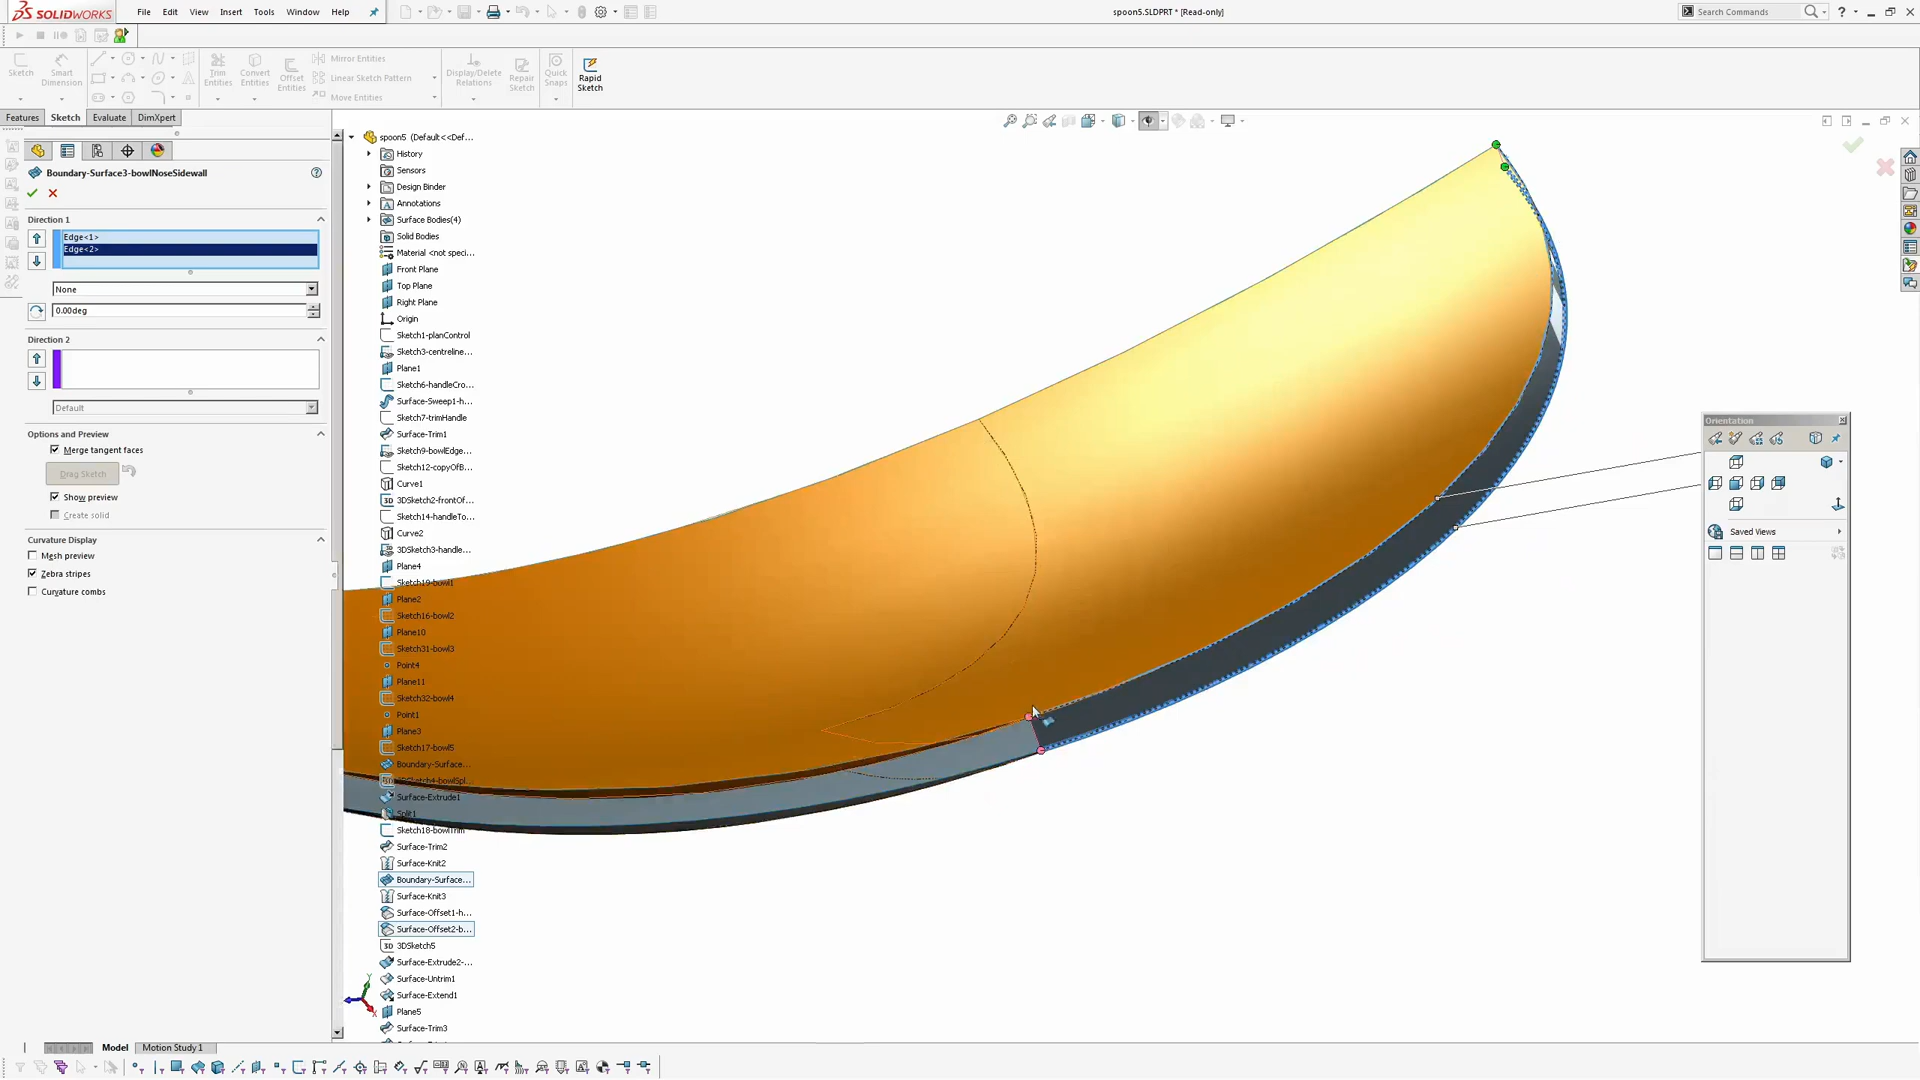 SOLIDWORKS
File Edit View Insert Tools Window Help
spoon5.SLDPRT * [Read-only]
Search Commands
Sketch
Smart Dimension
Trim Entities
Convert Entities
Offset Entities
Mirror Entities
Linear Sketch Pattern
Move Entities
Display/Delete Relations
Repair Sketch
Quick Snaps
Rapid Sketch
Features Sketch Evaluate DimXpert
Boundary-Surface3-bowlNoseSidewall
Direction 1
Edge<1>
Edge<2>
None
0.00deg
Direction 2
Default
Options and Preview
Merge tangent faces
Drag Sketch
Show preview
Create solid
Curvature Display
Mesh preview
Zebra stripes
Curvature combs
spoon5 (Default<<Def...
History
Sensors
Design Binder
Annotations
Surface Bodies(4)
Solid Bodies
Material <not speci...
Front Plane
Top Plane
Right Plane
Origin
Sketch1-planControl
Sketch3-centreline...
Plane1
Sketch6-handleCro...
Surface-Sweep1-h...
Sketch7-trimHandle
Surface-Trim1
Sketch9-bowlEdge...
Sketch12-copyOfB...
Curve1
3DSketch2-frontOf...
Sketch14-handleTo...
Curve2
3DSketch3-handle...
Plane4
Sketch19-bowl1
Plane2
Sketch16-bowl2
Plane10
Sketch31-bowl3
Point4
Plane11
Sketch32-bowl4
Point1
Plane3
Sketch17-bowl5
Boundary-Surface...
3DSketch4-bowlSpl...
Surface-Extrude1
Split1
Sketch18-bowlTrim
Surface-Trim2
Surface-Knit2
Boundary-Surface...
Surface-Knit3
Surface-Offset1-h...
Surface-Offset2-b...
3DSketch5
Surface-Extrude2-...
Surface-Untrim1
Surface-Extend1
Plane5
Surface-Trim3
Orientation
Saved Views
Model Motion Study 1